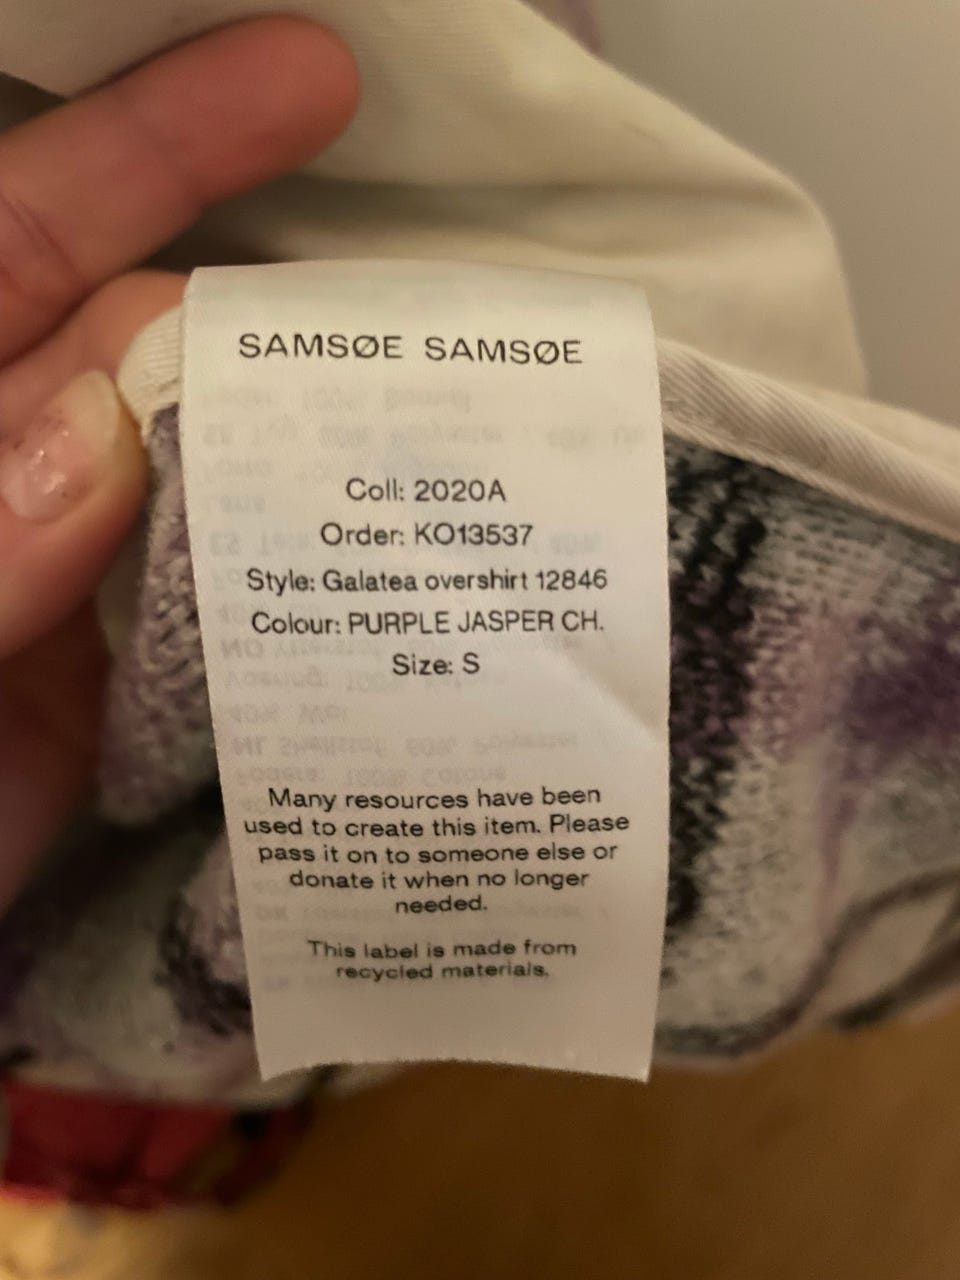 SAMSØE SAMSØE
Coll: 2020A
Order: KO13537
Style: Galatea overshirt 12846
Colour: PURPLE JASPER CH.
Size: S
Many resources have been
used to create this item. Please
pass it on to someone else or
donate it when no longer
needed.
This label is made from
recycled materials.